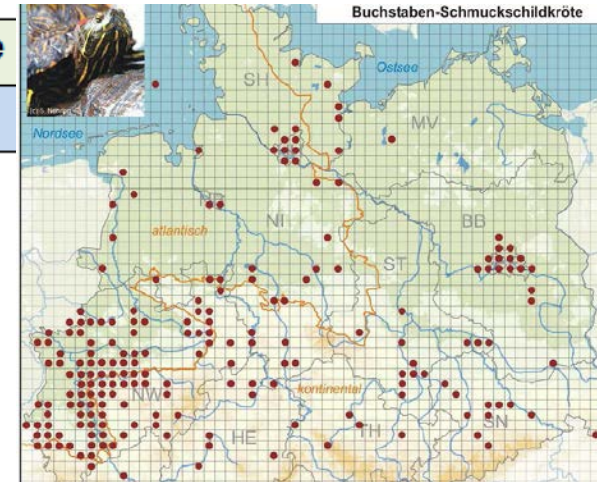 e
Buchstaben-Schmuckschildkröte
Ostsee
SH
Nordsee
MV
NI
BB
atlantisch
ST
kontinental
NW
SN
HE
TH